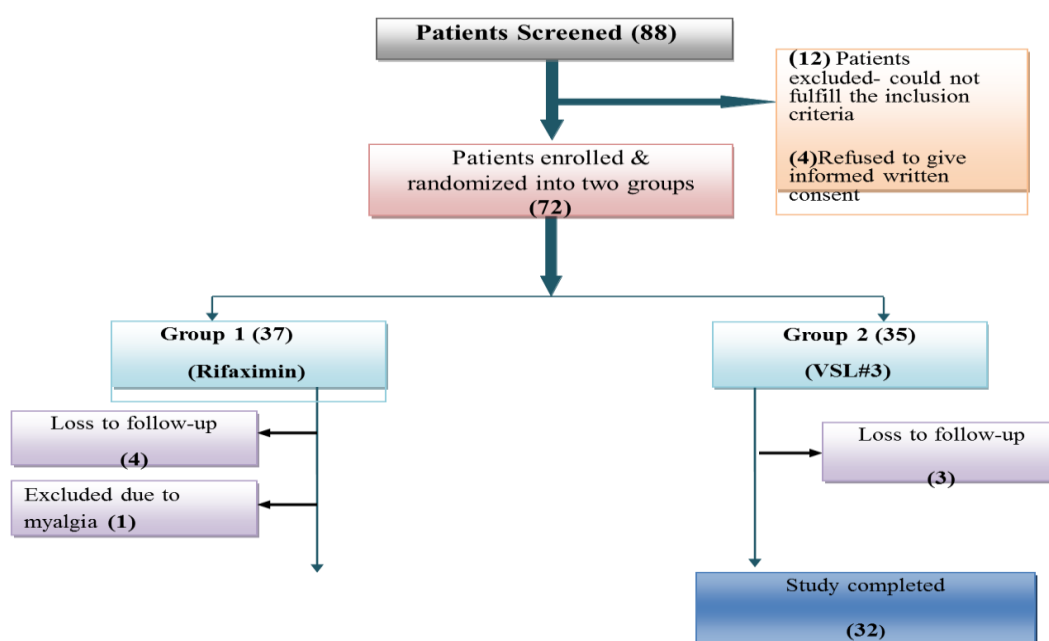 Patients Screened (88)
(12) Patients
excluded- could not
fulfill the inclusion
criteria
(4)Refused to give
informed written
consent
Patients enrolled &
randomized into two groups
(72)
Group 1 (37)
(Rifaximin)
Group 2 (35)
(VSL#3)
Loss to follow-up
(4)
Excluded due to
myalgia (1)
Loss to follow-up
(3)
Study completed
(32)